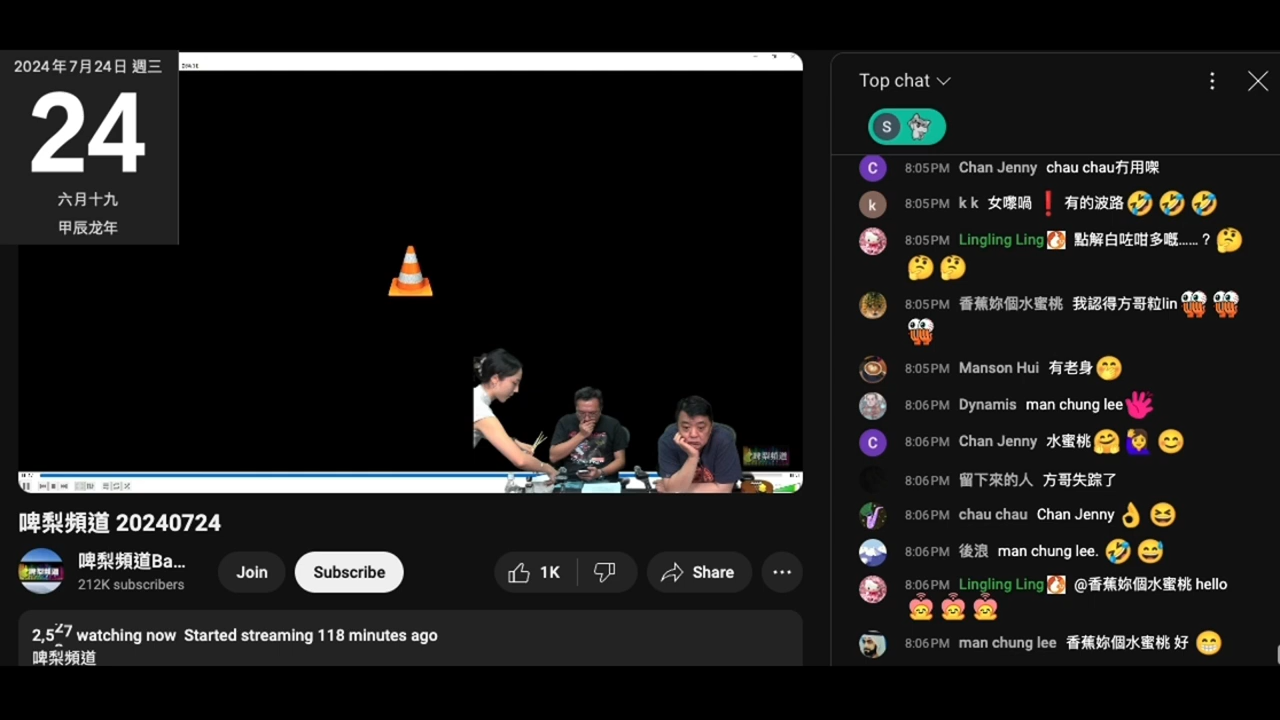 2024年7月24日 週三
24
六月十九
甲辰龙年
啤梨頻道
啤梨頻道 20240724
啤梨頻道Ba...
212K subscribers
Join
Subscribe
1K
Share
watching now Started streaming 118 minutes ago
啤梨頻道
Top chat
S
C 8:05PM Chan Jenny chau chau冇用㗎
k 8:05PM k k 女嚟喎❗有的波路🤣🤣🤣
8:05PM Lingling Ling 點解白咗咁多嘅......？🤔
🤔🤔
8:05PM 香蕉妳個水蜜桃 我認得方哥粒lin
8:05PM Manson Hui 有老身🤭
8:06PM Dynamis man chung lee
C 8:06PM Chan Jenny 水蜜桃🤗🙋‍♀️😊
8:06PM 留下來的人 方哥失踪了
8:06PM chau chau Chan Jenny👌😆
8:06PM 後浪 man chung lee.🤣😅
8:06PM Lingling Ling @香蕉妳個水蜜桃 hello
8:06PM man chung lee 香蕉妳個水蜜桃 好😁